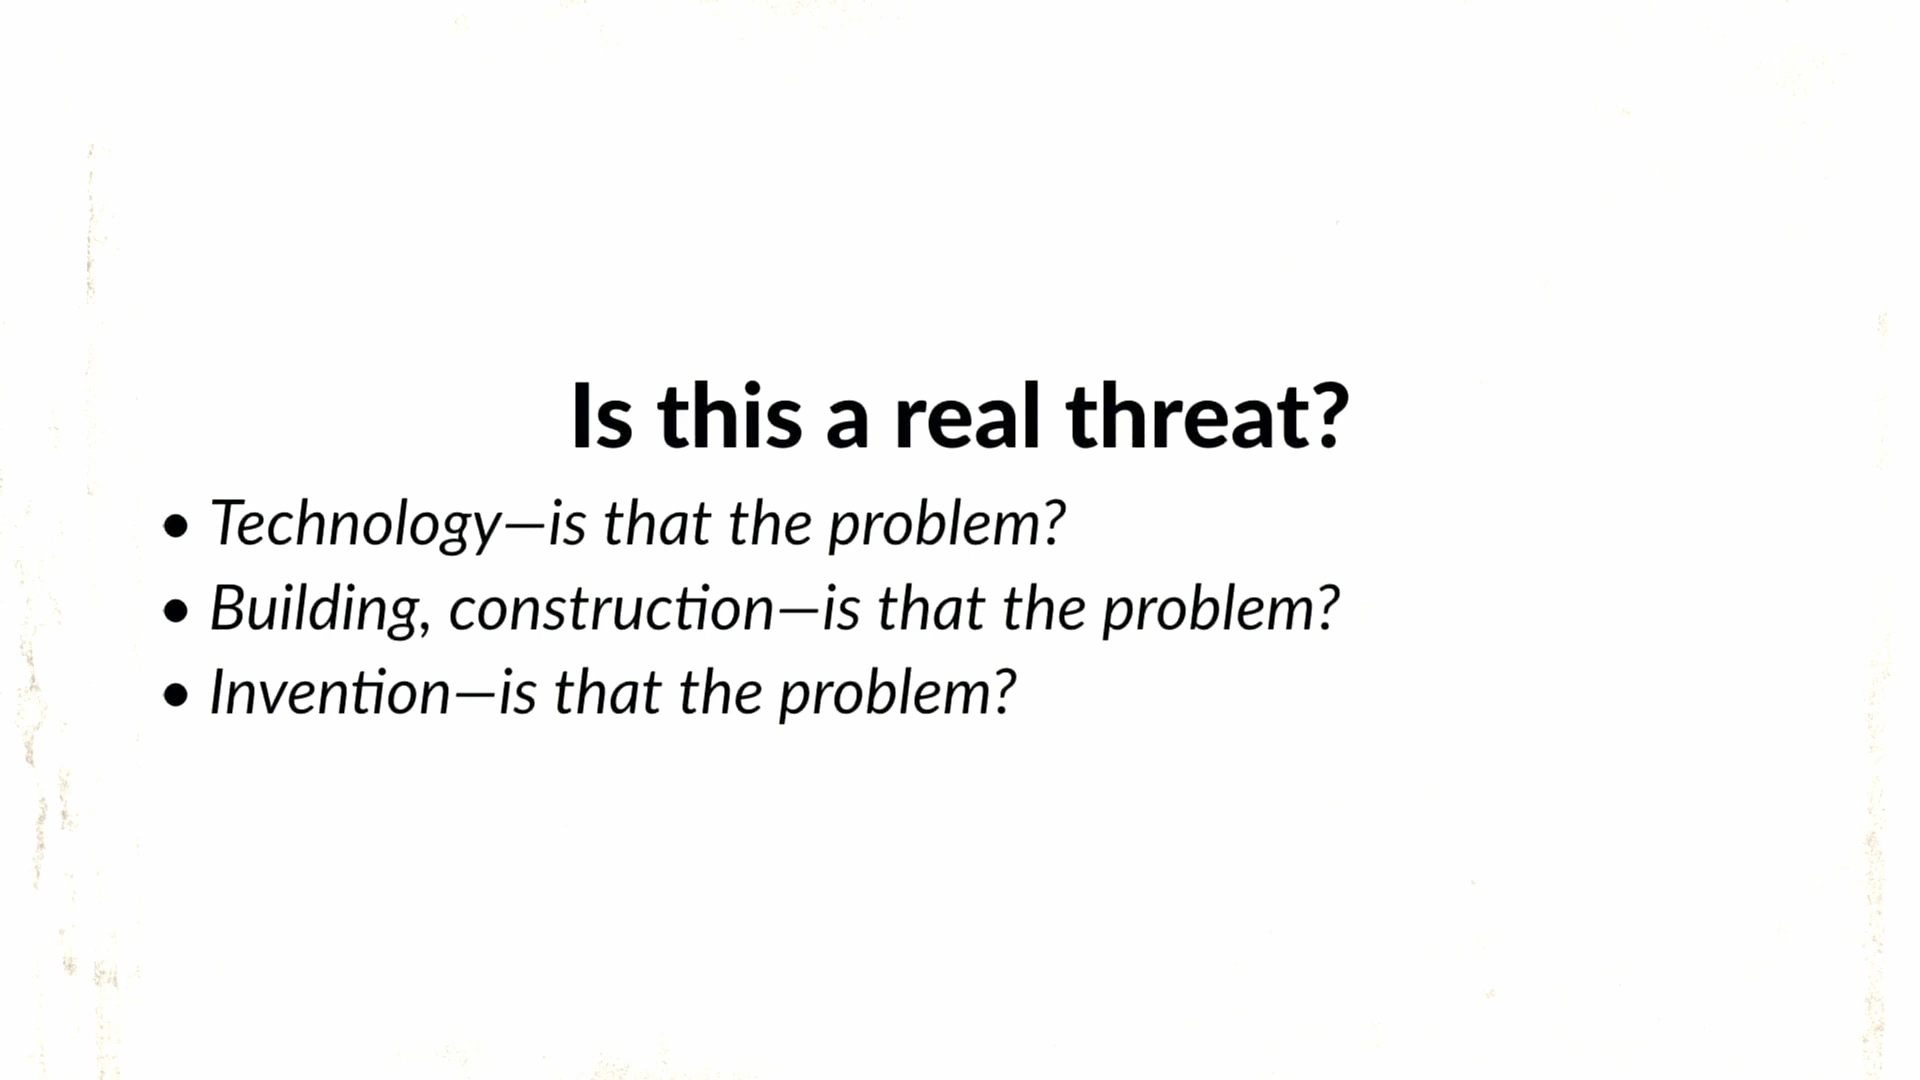 Is this a real threat?
• Technology—is that the problem?
• Building, construction—is that the problem?
• Invention—is that the problem?